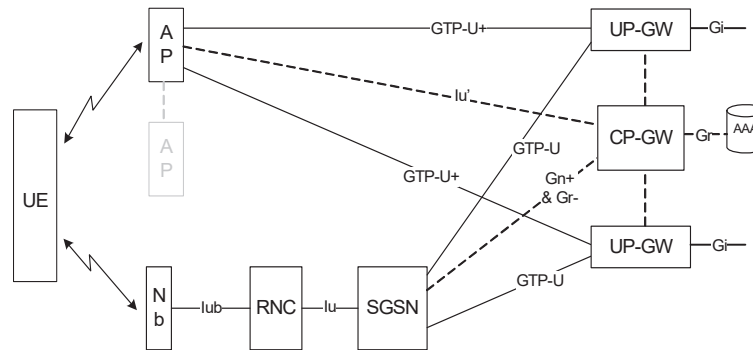 A
P
GTP-U+
UP-GW
Gi
Iu'
A
P
GTP-U
CP-GW
Gr
AAA
UE
GTP-U+
Gn+
& Gr-
UP-GW
Gi
N
b
Iub
RNC
Iu
SGSN
GTP-U